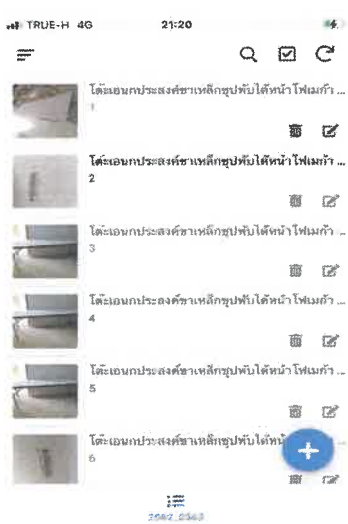 TRUE-H 4G 21:20
โต๊ะเอนกประสงค์ขาเหล็กชุปพับได้หน้าโฟเมก้า ...
1
โต๊ะเอนกประสงค์ขาเหล็กชุปพับได้หน้าโฟเมก้า ...
2
โต๊ะเอนกประสงค์ขาเหล็กชุปพับได้หน้าโฟเมก้า ...
3
โต๊ะเอนกประสงค์ขาเหล็กชุปพับได้หน้าโฟเมก้า ...
4
โต๊ะเอนกประสงค์ขาเหล็กชุปพับได้หน้าโฟเมก้า ...
5
โต๊ะเอนกประสงค์ขาเหล็กชุปพับได้หน้ ...
6